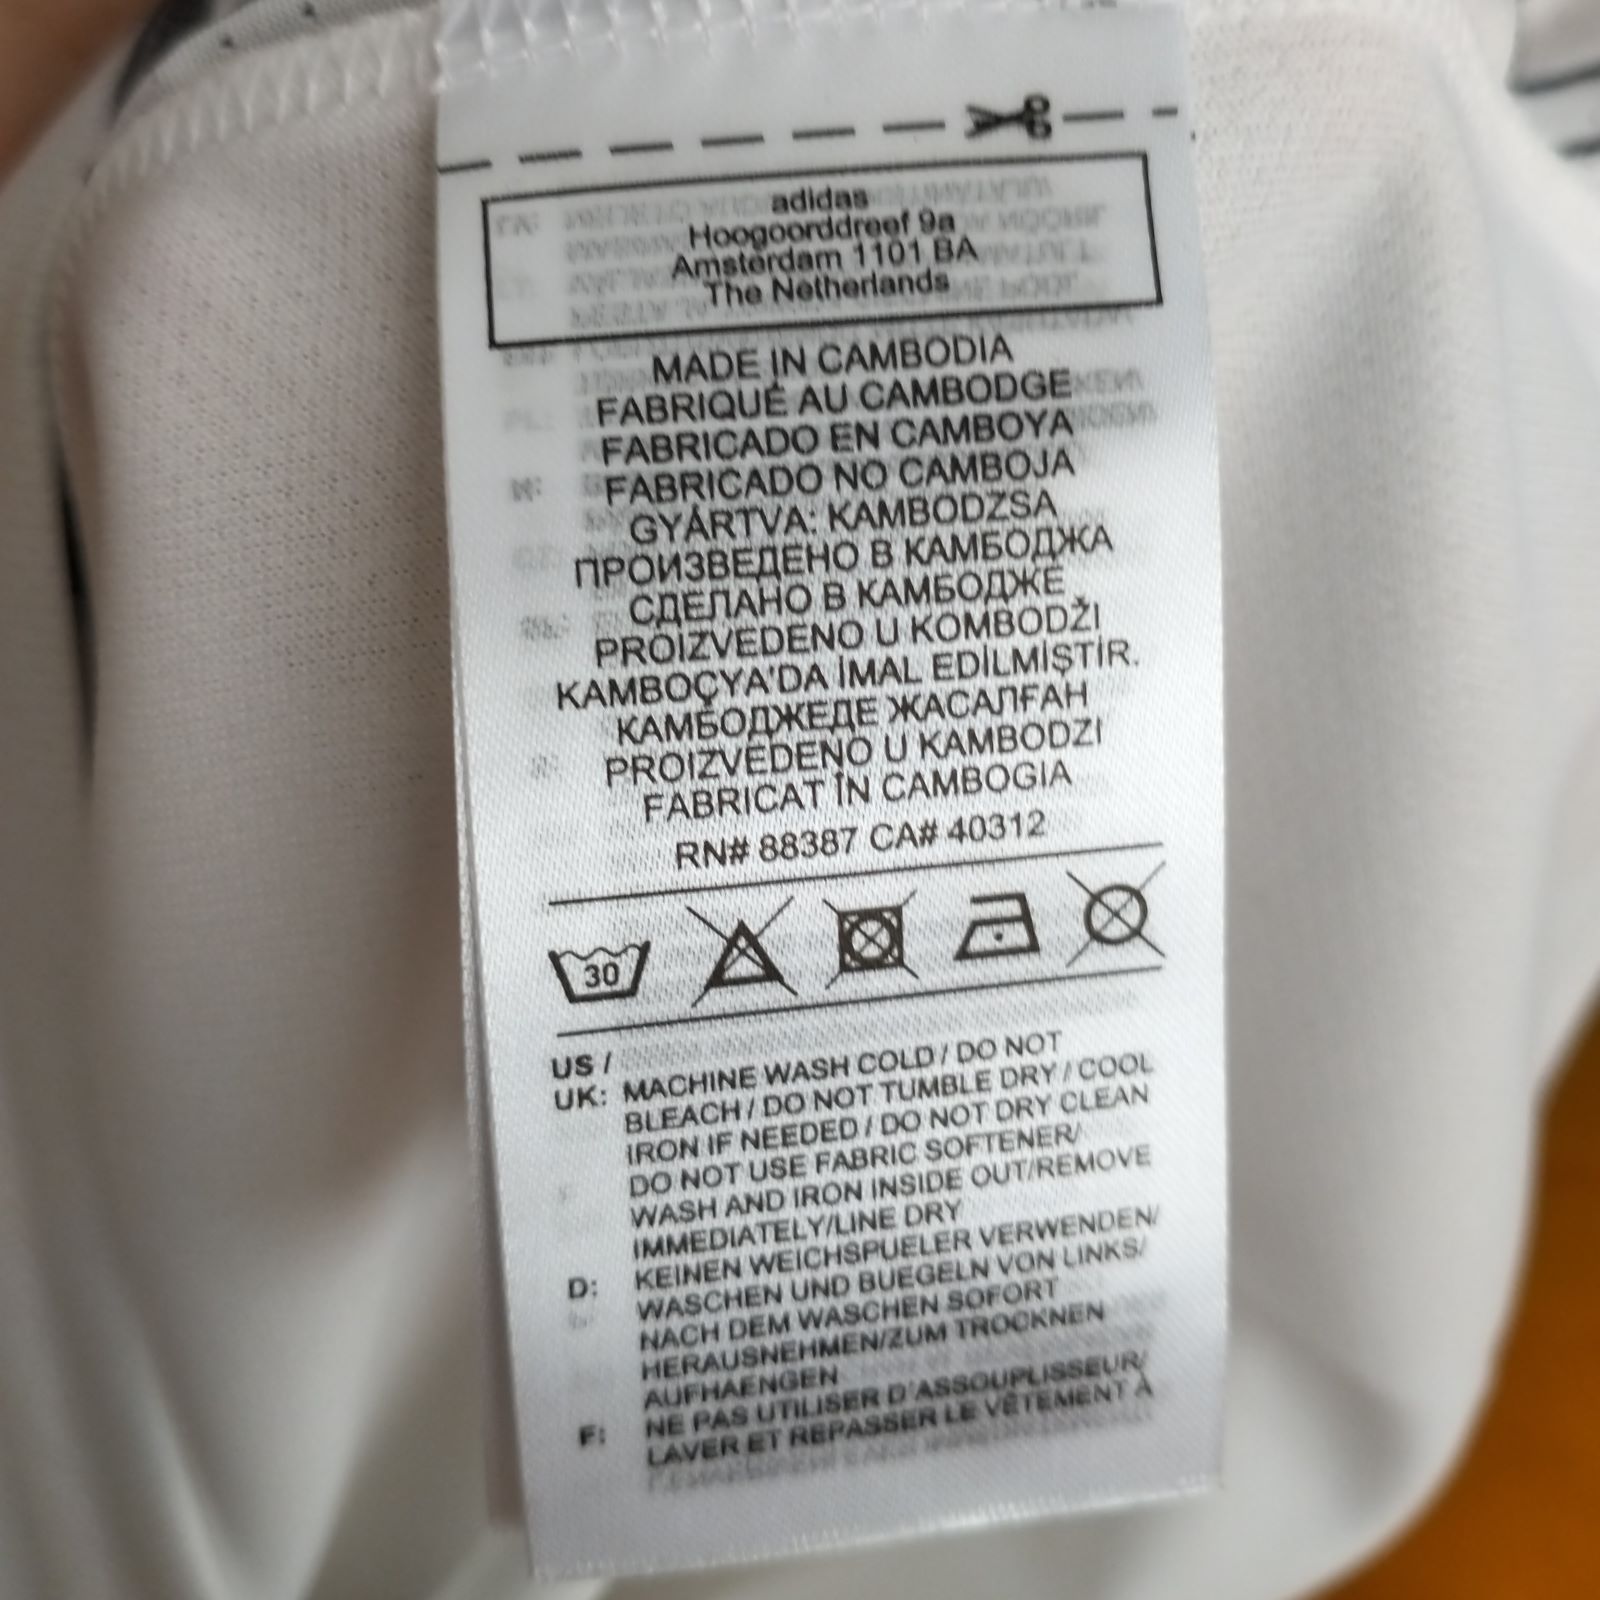 adidas
Hoogoorddreef 9a
Amsterdam 1101 BA
The Netherlands
MADE IN CAMBODIA
FABRIQUÉ AU CAMBODGE
FABRICADO EN CAMBOYA
FABRICADO NO CAMBOJA
GYÁRTVA: KAMBODZSA
ПРОИЗВЕДЕНО В КАМБОДЖА
СДЕЛАНО В КАМБОДЖЕ
PROIZVEDENO U KOMBODŽI
KAMBOÇYA'DA İMAL EDİLMİŞTİR.
КАМБОДЖЕДЕ ЖАСАЛҒАН
PROIZVEDENO U KAMBODZI
FABRICAT ÎN CAMBOGIA
RN# 88387 CA# 40312
30
US /
UK: MACHINE WASH COLD / DO NOT
BLEACH / DO NOT TUMBLE DRY / COOL
IRON IF NEEDED / DO NOT DRY CLEAN
DO NOT USE FABRIC SOFTENER/
WASH AND IRON INSIDE OUT/REMOVE
IMMEDIATELY/LINE DRY
D: KEINEN WEICHSPUELER VERWENDEN/
WASCHEN UND BUEGELN VON LINKS/
NACH DEM WASCHEN SOFORT
HERAUSNEHMEN/ZUM TROCKNEN
AUFHAENGEN
F: NE PAS UTILISER D'ASSOUPLISSEUR/
LAVER ET REPASSER LE VÊTEMENT À